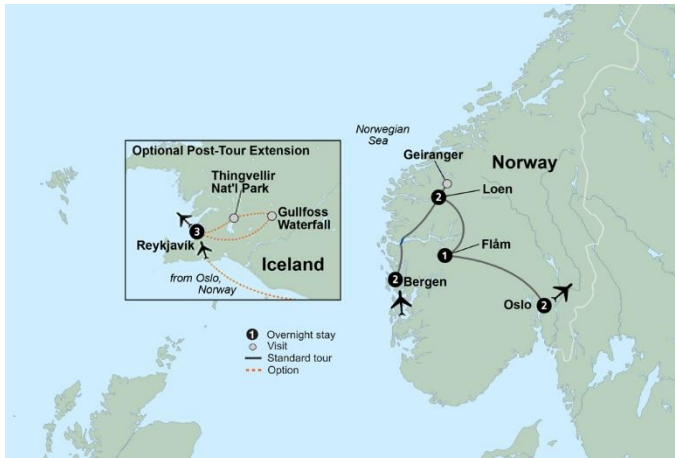 Optional Post-Tour Extension
Thingvellir
Nat'l Park
Gullfoss
Waterfall
3
Reykjavík
Iceland
from Oslo,
Norway
Norwegian
Sea
Geiranger
Norway
2
Loen
Flåm
1
2
Bergen
Oslo
2
1 Overnight stay
Visit
Standard tour
Option